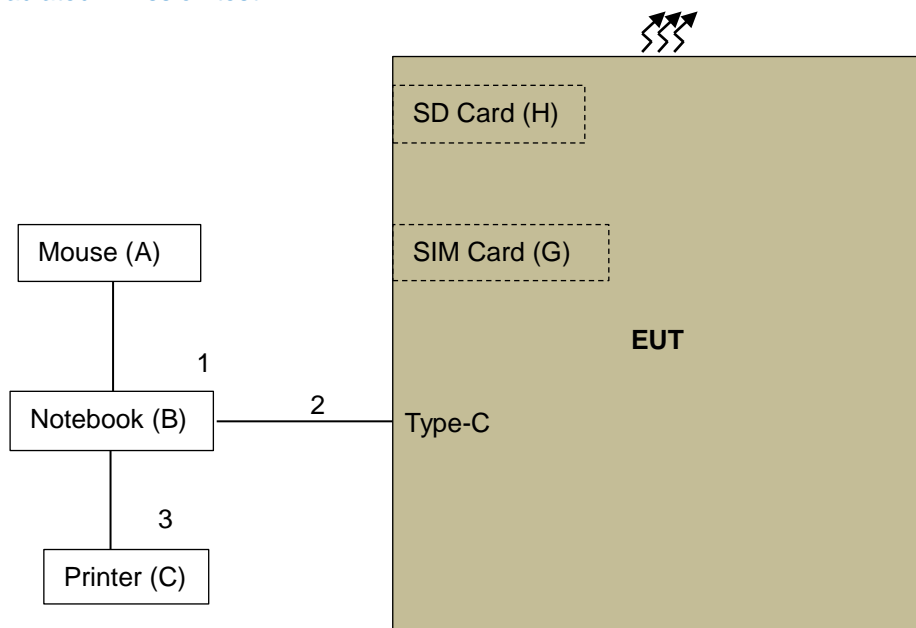 SD Card (H)
SIM Card (G)
Mouse (A)
EUT
1
Notebook (B)
2
Type-C
3
Printer (C)